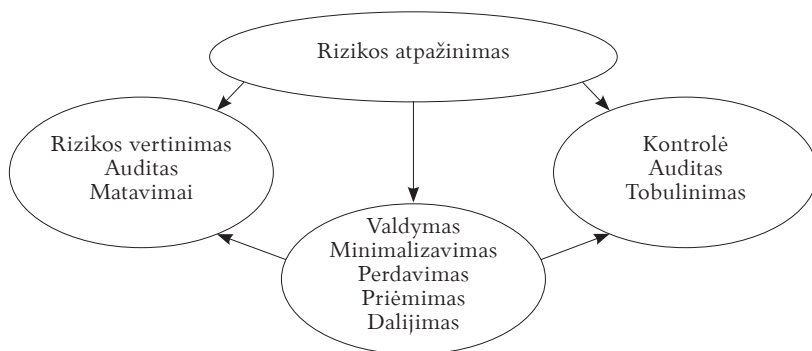 Rizikos atpažinimas
Rizikos vertinimas
Auditas
Matavimai
Kontrolė
Auditas
Tobulinimas
Valdymas
Minimalizavimas
Perdavimas
Priėmimas
Dalijimas